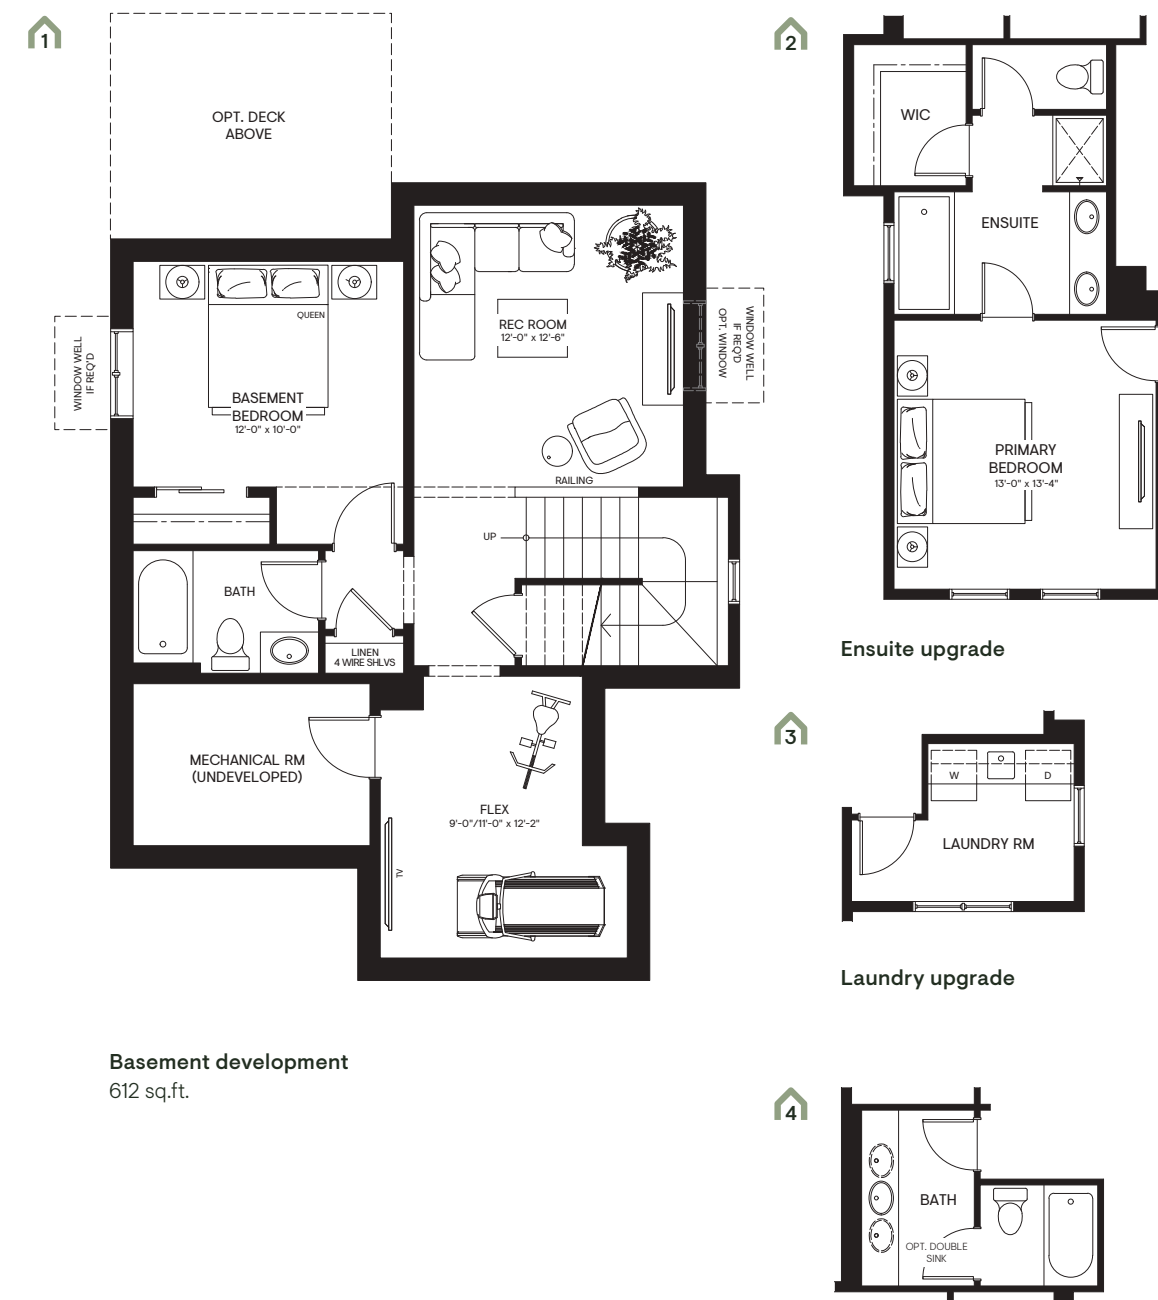 1
OPT. DECK
ABOVE
QUEEN
WINDOW WELL
IF REQ'D
BASEMENT
BEDROOM
12'-0" x 10'-0"
REC ROOM
12'-0" x 12'-6"
WINDOW WELL
IF REQ'D
OPT. WINDOW
RAILING
UP
BATH
LINEN
4 WIRE SHLVS
MECHANICAL RM
(UNDEVELOPED)
FLEX
9'-0"/11'-0" x 12'-2"
TV
Basement development
612 sq.ft.
2
WIC
ENSUITE
PRIMARY
BEDROOM
13'-0" x 13'-4"
Ensuite upgrade
3
W
D
LAUNDRY RM
Laundry upgrade
4
BATH
OPT. DOUBLE
SINK